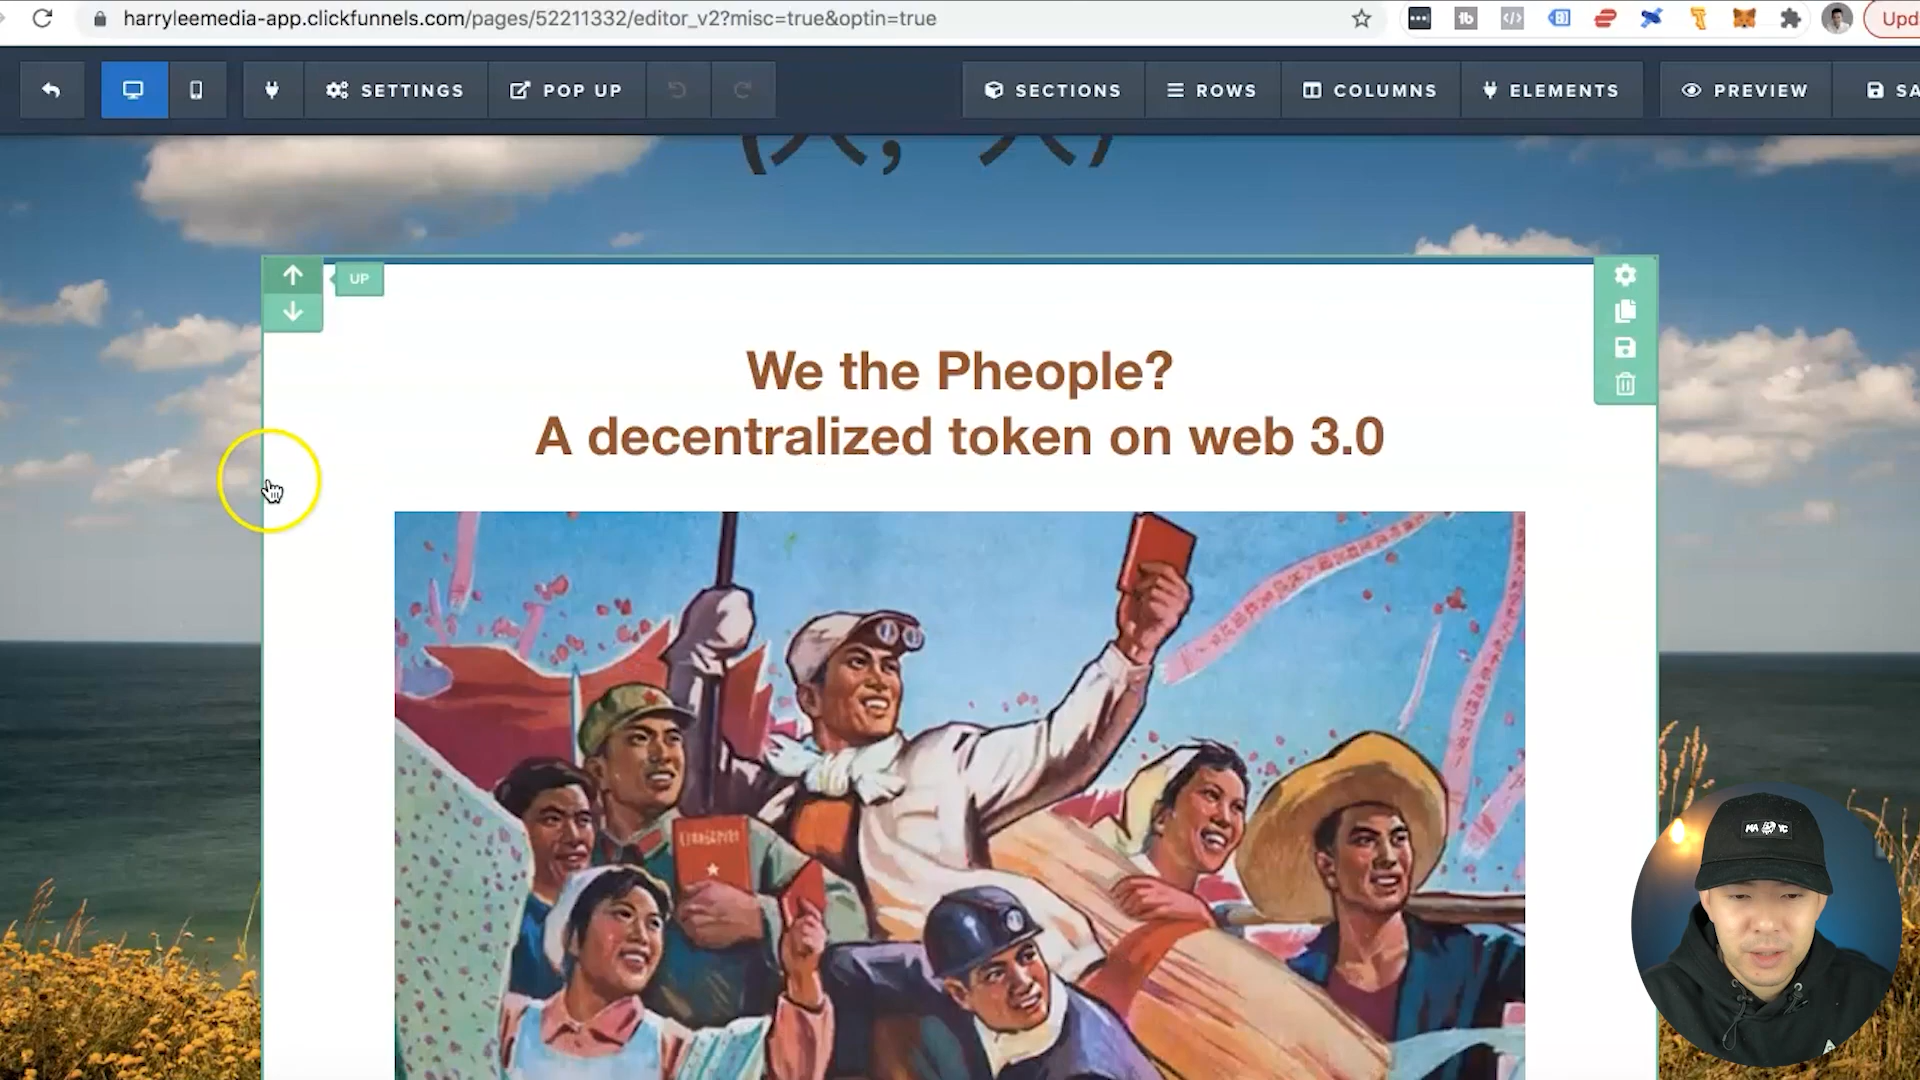 harryleemedia-app.clickfunnels.com/pages/52211332/editor_v2?misc=true&optin=true
SETTINGS
POP UP
SECTIONS
ROWS
COLUMNS
ELEMENTS
PREVIEW
UP
We the Pheople?
A decentralized token on web 3.0